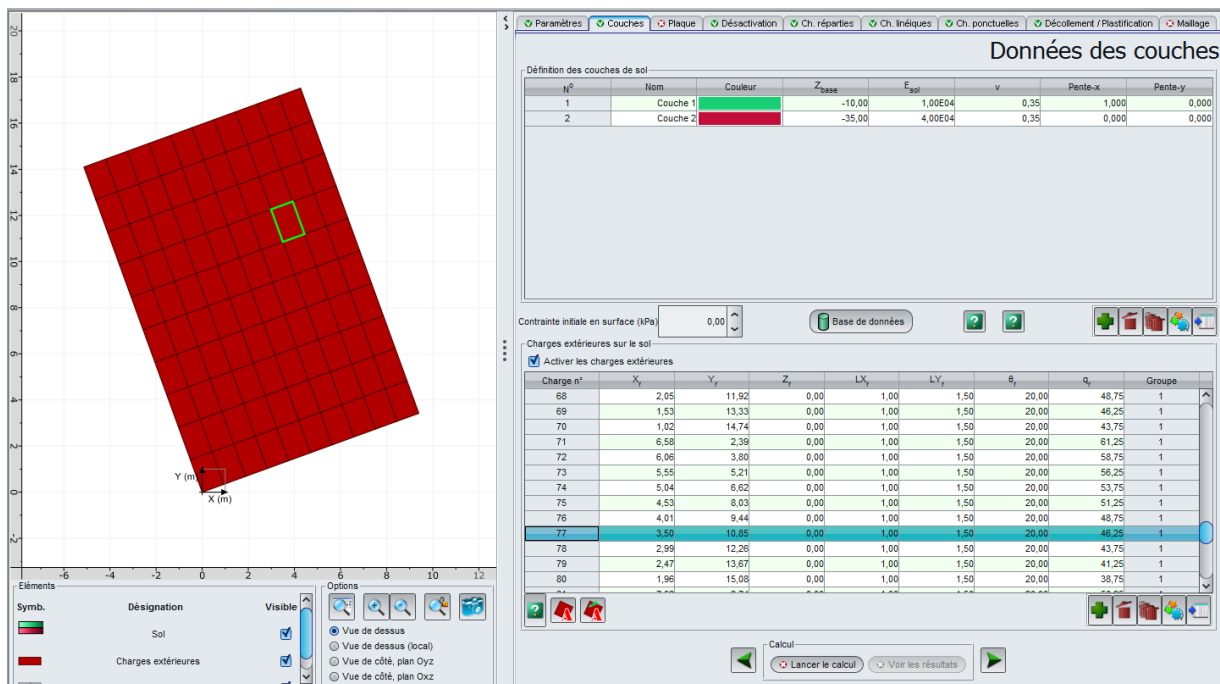 Paramètres Couches Plaque Désactivation Ch. réparties Ch. linéiques Ch. ponctuelles Décollement / Plastification Maillage
Données des couches
Définition des couches de sol
N° Nom Couleur Zbase Esol ν Pente-x Pente-y
1 Couche 1 -10,00 1,00E04 0,35 1,000 0,000
2 Couche 2 -35,00 4,00E04 0,35 0,000 0,000
Contrainte initiale en surface (kPa) 0,00 Base de données ? ?
Charges extérieures sur le sol
Activer les charges extérieures
Charge n° Xr Yr Zr LXr LYr θr qr Groupe
68 2,05 11,92 0,00 1,00 1,50 20,00 48,75 1
69 1,53 13,33 0,00 1,00 1,50 20,00 46,25 1
70 1,02 14,74 0,00 1,00 1,50 20,00 43,75 1
71 6,58 2,39 0,00 1,00 1,50 20,00 61,25 1
72 6,06 3,80 0,00 1,00 1,50 20,00 58,75 1
73 5,55 5,21 0,00 1,00 1,50 20,00 56,25 1
74 5,04 6,62 0,00 1,00 1,50 20,00 53,75 1
75 4,53 8,03 0,00 1,00 1,50 20,00 51,25 1
76 4,01 9,44 0,00 1,00 1,50 20,00 48,75 1
77 3,50 10,85 0,00 1,00 1,50 20,00 46,25 1
78 2,99 12,26 0,00 1,00 1,50 20,00 43,75 1
79 2,47 13,67 0,00 1,00 1,50 20,00 41,25 1
80 1,96 15,08 0,00 1,00 1,50 20,00 38,75 1
?
Calcul
Lancer le calcul Voir les résultats
20
18
16
14
12
10
8
6
4
2
0
-2
Y (m)
X (m)
-6 -4 -2 0 2 4 6 8 10 12
Eléments
Symb. Désignation Visible
Sol
Charges extérieures
Options
Vue de dessus
Vue de dessus (local)
Vue de côté, plan Oyz
Vue de côté, plan Oxz